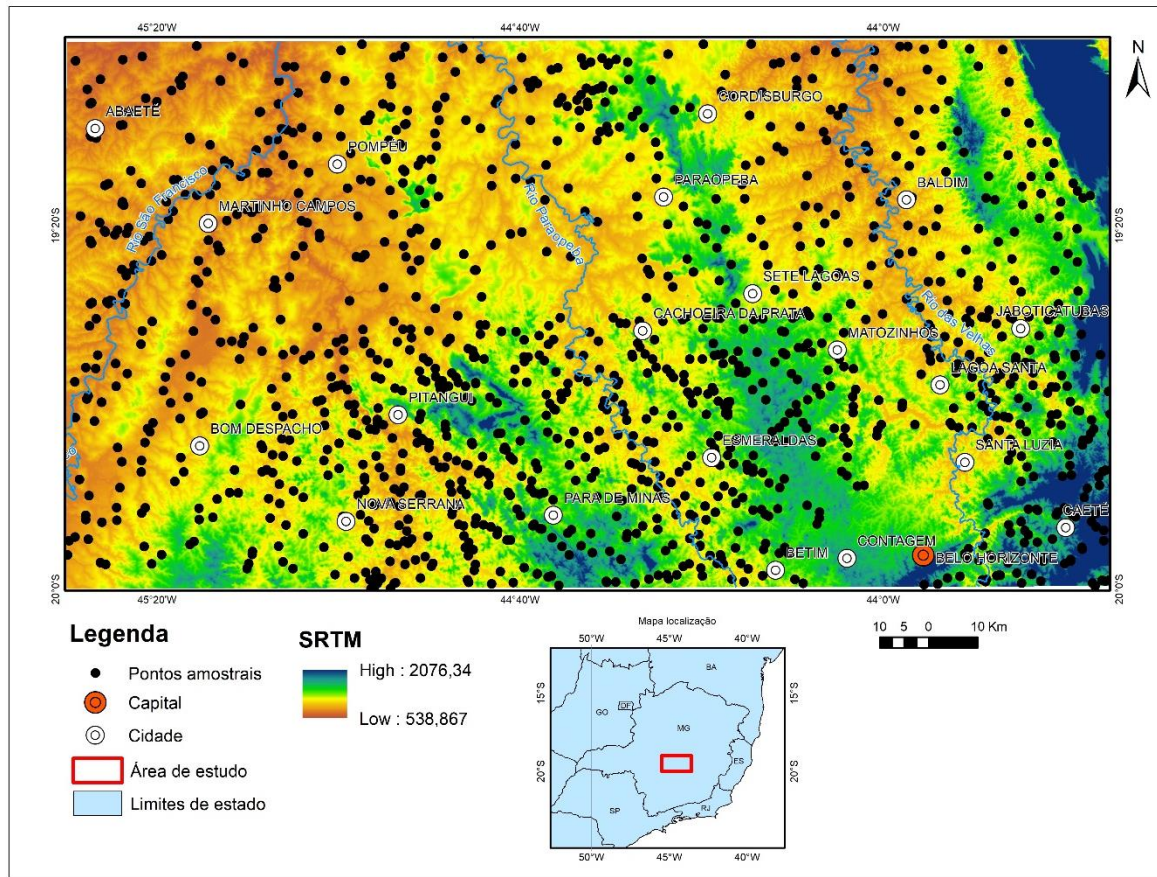 45°20'W 44°40'W 44°0'W
N
ABAETÉ
CORDISBURGO
POMPÉU
PARAOPEBA
BALDIM
Rio São Francisco
MARTINHO CAMPOS
Rio Paraopeba
19°20'S
19°20'S
SETE LAGOAS
CACHOEIRA DA PRATA
Rio das Velhas
JABOTICATUBAS
MATOZINHOS
LAGOA SANTA
PITANGUI
BOM DESPACHO
ESMERALDAS
SANTA LUZIA
NOVA SERRANA
PARA DE MINAS
CAETÉ
CONTAGEM
BETIM
BELO HORIZONTE
20°0'S
20°0'S
45°20'W 44°40'W 44°0'W
10 5 0 10 Km
Legenda
Pontos amostrais
Capital
Cidade
Área de estudo
Limites de estado
SRTM
High : 2076,34
Low : 538,867
Mapa localização
50°W 45°W 40°W
BA
15°S
15°S
GO
DF
MG
20°S
ES
20°S
SP
RJ
50°W 45°W 40°W